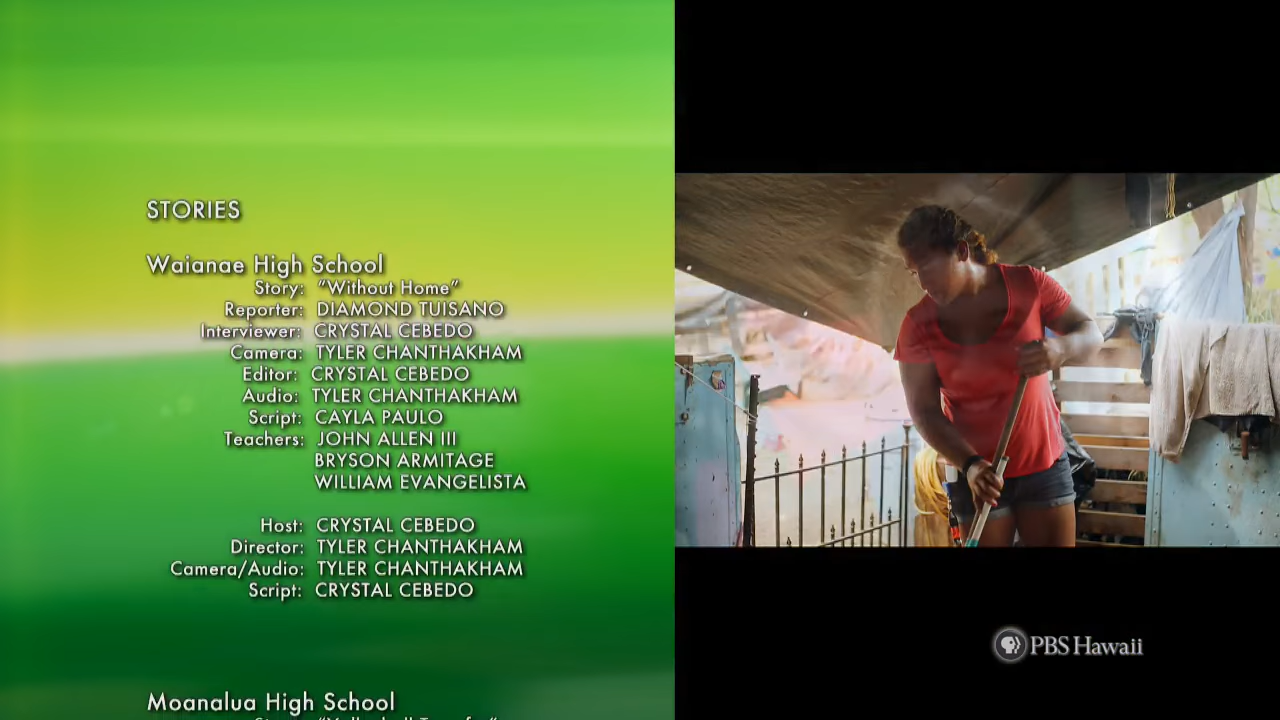 STORIES
Waianae High School
Story: "Without Home"
Reporter: DIAMOND TUISANO
Interviewer: CRYSTAL CEBEDO
Camera: TYLER CHANTHAKHAM
Editor: CRYSTAL CEBEDO
Audio: TYLER CHANTHAKHAM
Script: CAYLA PAULO
Teachers: JOHN ALLEN III
BRYSON ARMITAGE
WILLIAM EVANGELISTA
Host: CRYSTAL CEBEDO
Director: TYLER CHANTHAKHAM
Camera/Audio: TYLER CHANTHAKHAM
Script: CRYSTAL CEBEDO
Moanalua High School
PBS Hawaii